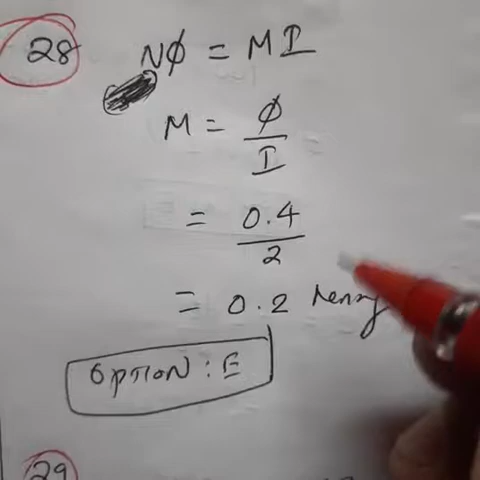 28 NΦ = MI
M = Φ / I
= 0.4 / 2
= 0.2 Henry
OPTION : E
29